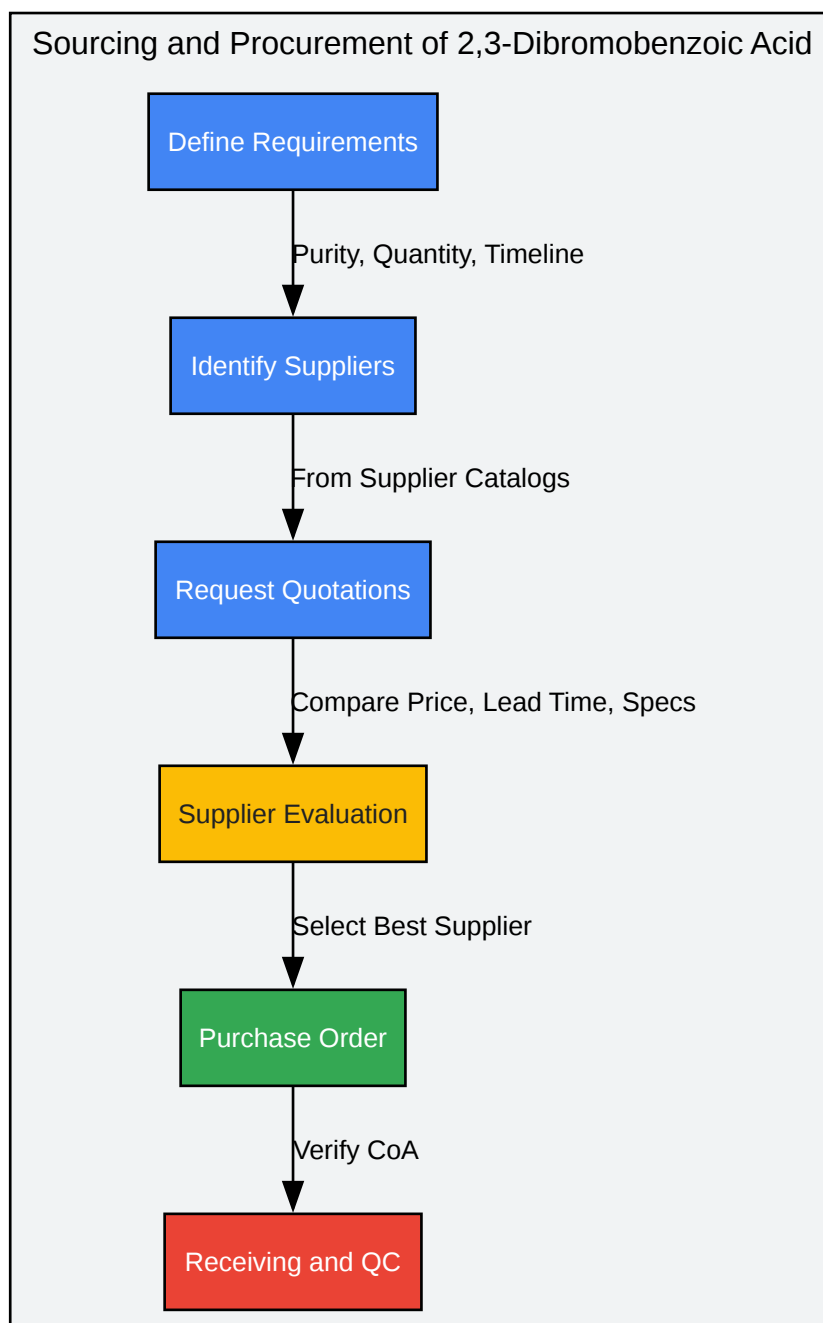 Sourcing and Procurement of 2,3-Dibromobenzoic Acid
Define Requirements
Purity, Quantity, Timeline
Identify Suppliers
From Supplier Catalogs
Request Quotations
Compare Price, Lead Time, Specs
Supplier Evaluation
Select Best Supplier
Purchase Order
Verify CoA
Receiving and QC